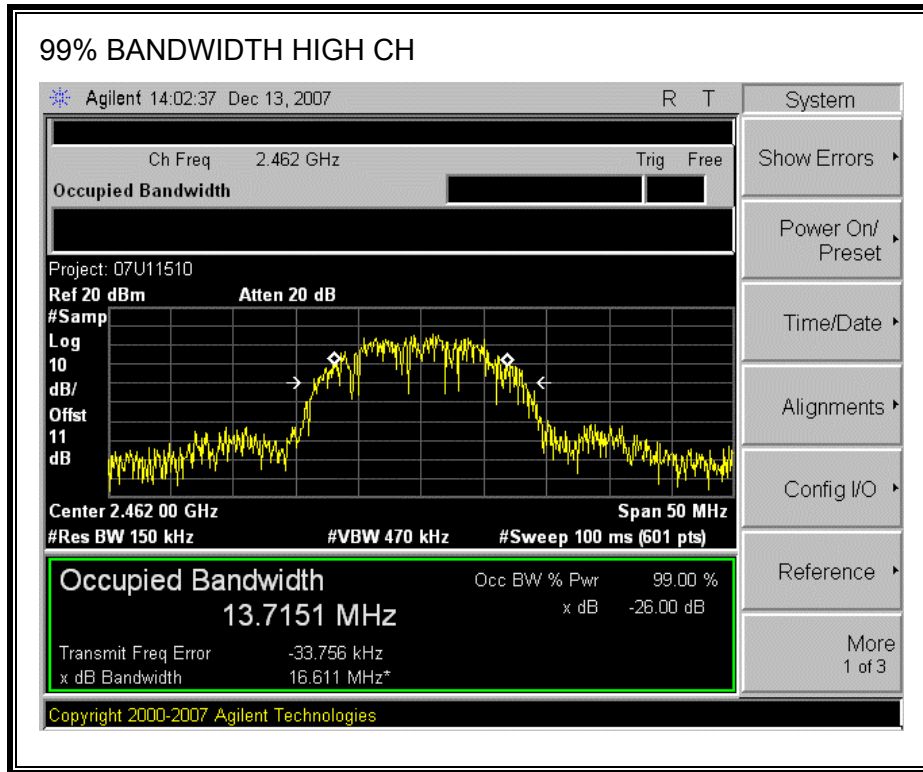 99% BANDWIDTH HIGH CH
Agilent 14:02:37 Dec 13, 2007 R T
System
Ch Freq 2.462 GHz Trig Free
Occupied Bandwidth
Show Errors
Power On/
Preset
Time/Date
Alignments
Config I/O
Reference
More
1 of 3
Project: 07U11510
Ref 20 dBm Atten 20 dB
#Samp
Log
10
dB/
Offst
11
dB
Center 2.462 00 GHz Span 50 MHz
#Res BW 150 kHz #VBW 470 kHz #Sweep 100 ms (601 pts)
Occupied Bandwidth
13.7151 MHz
Occ BW % Pwr 99.00 %
x dB -26.00 dB
Transmit Freq Error -33.756 kHz
x dB Bandwidth 16.611 MHz*
Copyright 2000-2007 Agilent Technologies